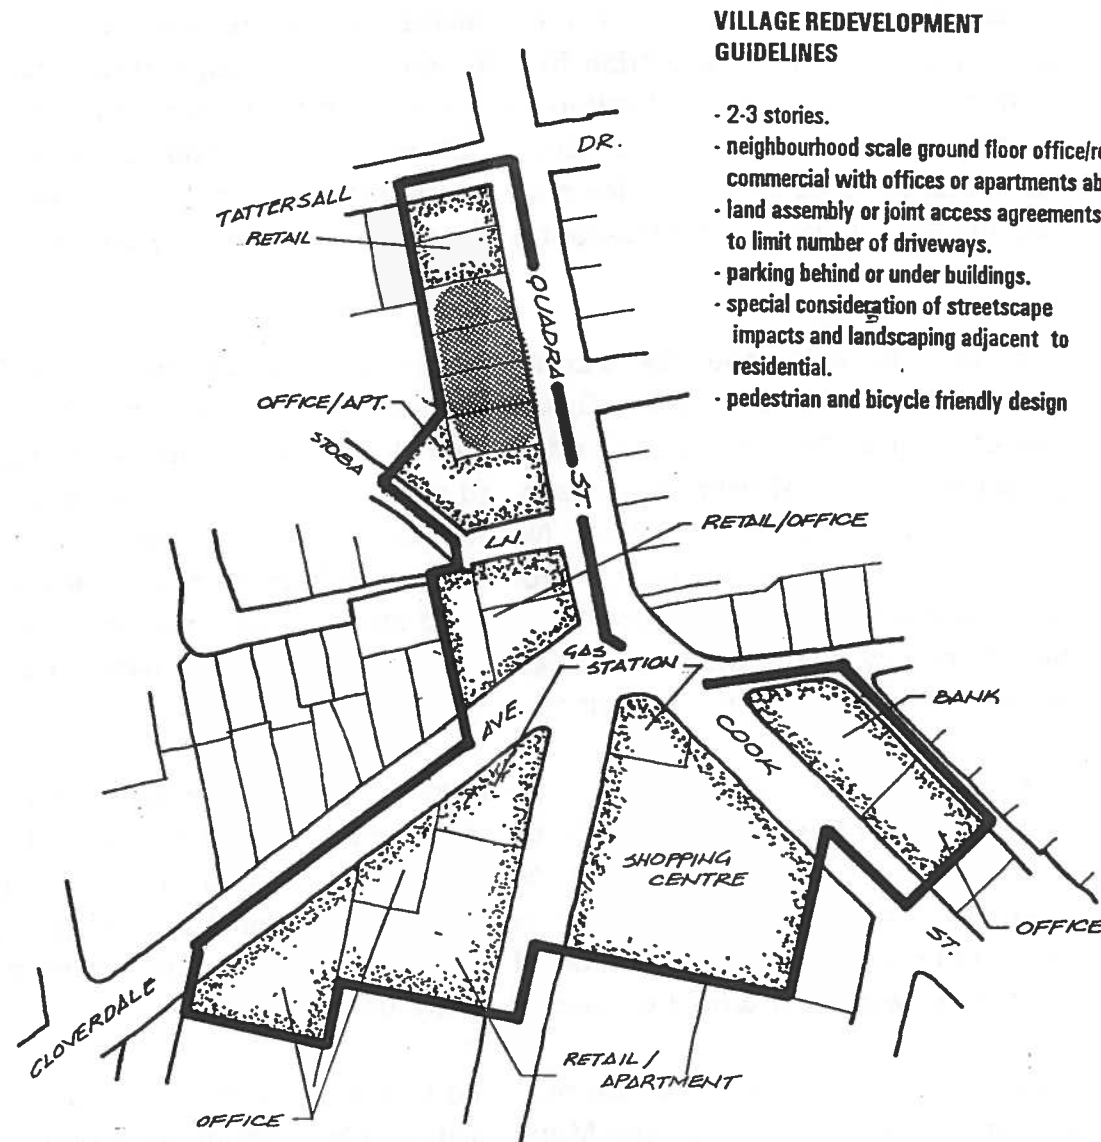 VILLAGE REDEVELOPMENT
GUIDELINES
- 2-3 stories.
- neighbourhood scale ground floor office/re
commercial with offices or apartments ab
- land assembly or joint access agreements
to limit number of driveways.
- parking behind or under buildings.
- special consideration of streetscape
impacts and landscaping adjacent to
residential.
- pedestrian and bicycle friendly design
DR.
TATTERSALL
RETAIL
QUADRA
OFFICE/APT.
STOBA
ST.
LN.
RETAIL/OFFICE
GAS
STATION
BANK
AVE.
COOK
SHOPPING
CENTRE
OFFICE
ST
CLOVERDALE
RETAIL/
APARTMENT
OFFICE